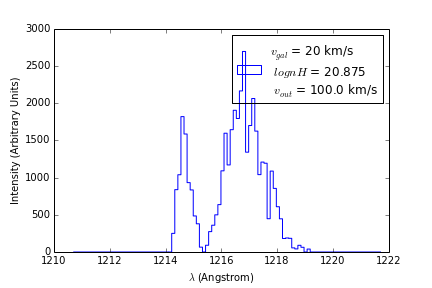 3000
2500
2000
1500
1000
500
0
Intensity (Arbitrary Units)
v_gal = 20 km/s
lognH = 20.875
v_out = 100.0 km/s
1210 1212 1214 1216 1218 1220 1222
λ (Angstrom)